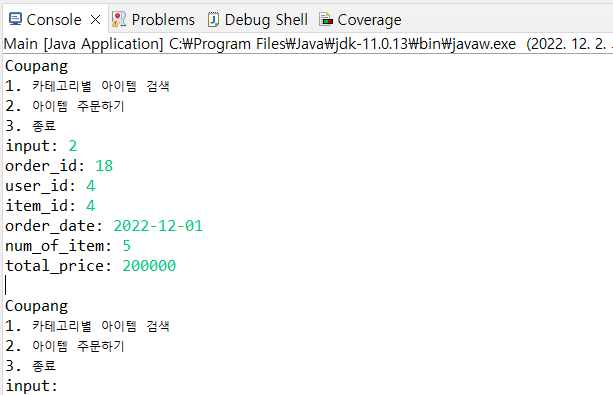 Console Problems Debug Shell Coverage
Main [Java Application] C:₩Program Files₩Java₩jdk-11.0.13₩bin₩javaw.exe (2022. 12. 2. .
Coupang
1. 카테고리별 아이템 검색
2. 아이템 주문하기
3. 종료
input: 2
order_id: 18
user_id: 4
item_id: 4
order_date: 2022-12-01
num_of_item: 5
total_price: 200000
Coupang
1. 카테고리별 아이템 검색
2. 아이템 주문하기
3. 종료
input: